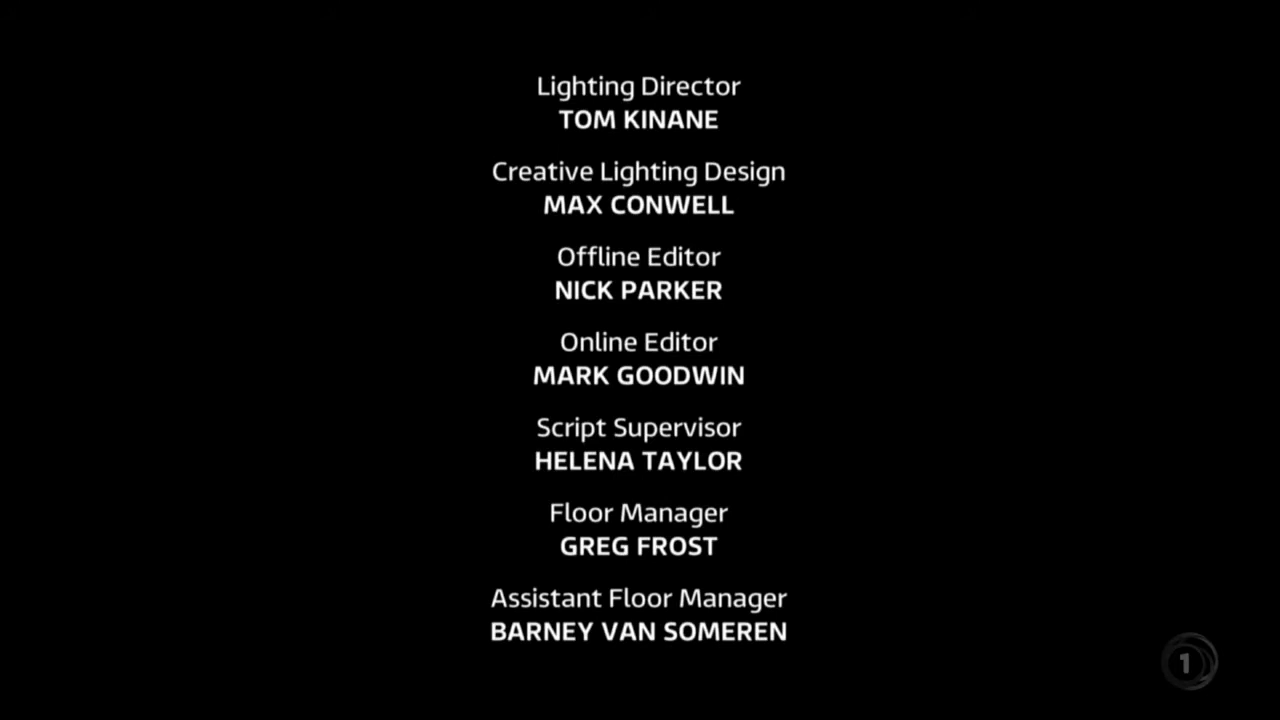 Lighting Director
TOM KINANE
Creative Lighting Design
MAX CONWELL
Offline Editor
NICK PARKER
Online Editor
MARK GOODWIN
Script Supervisor
HELENA TAYLOR
Floor Manager
GREG FROST
Assistant Floor Manager
BARNEY VAN SOMEREN
1